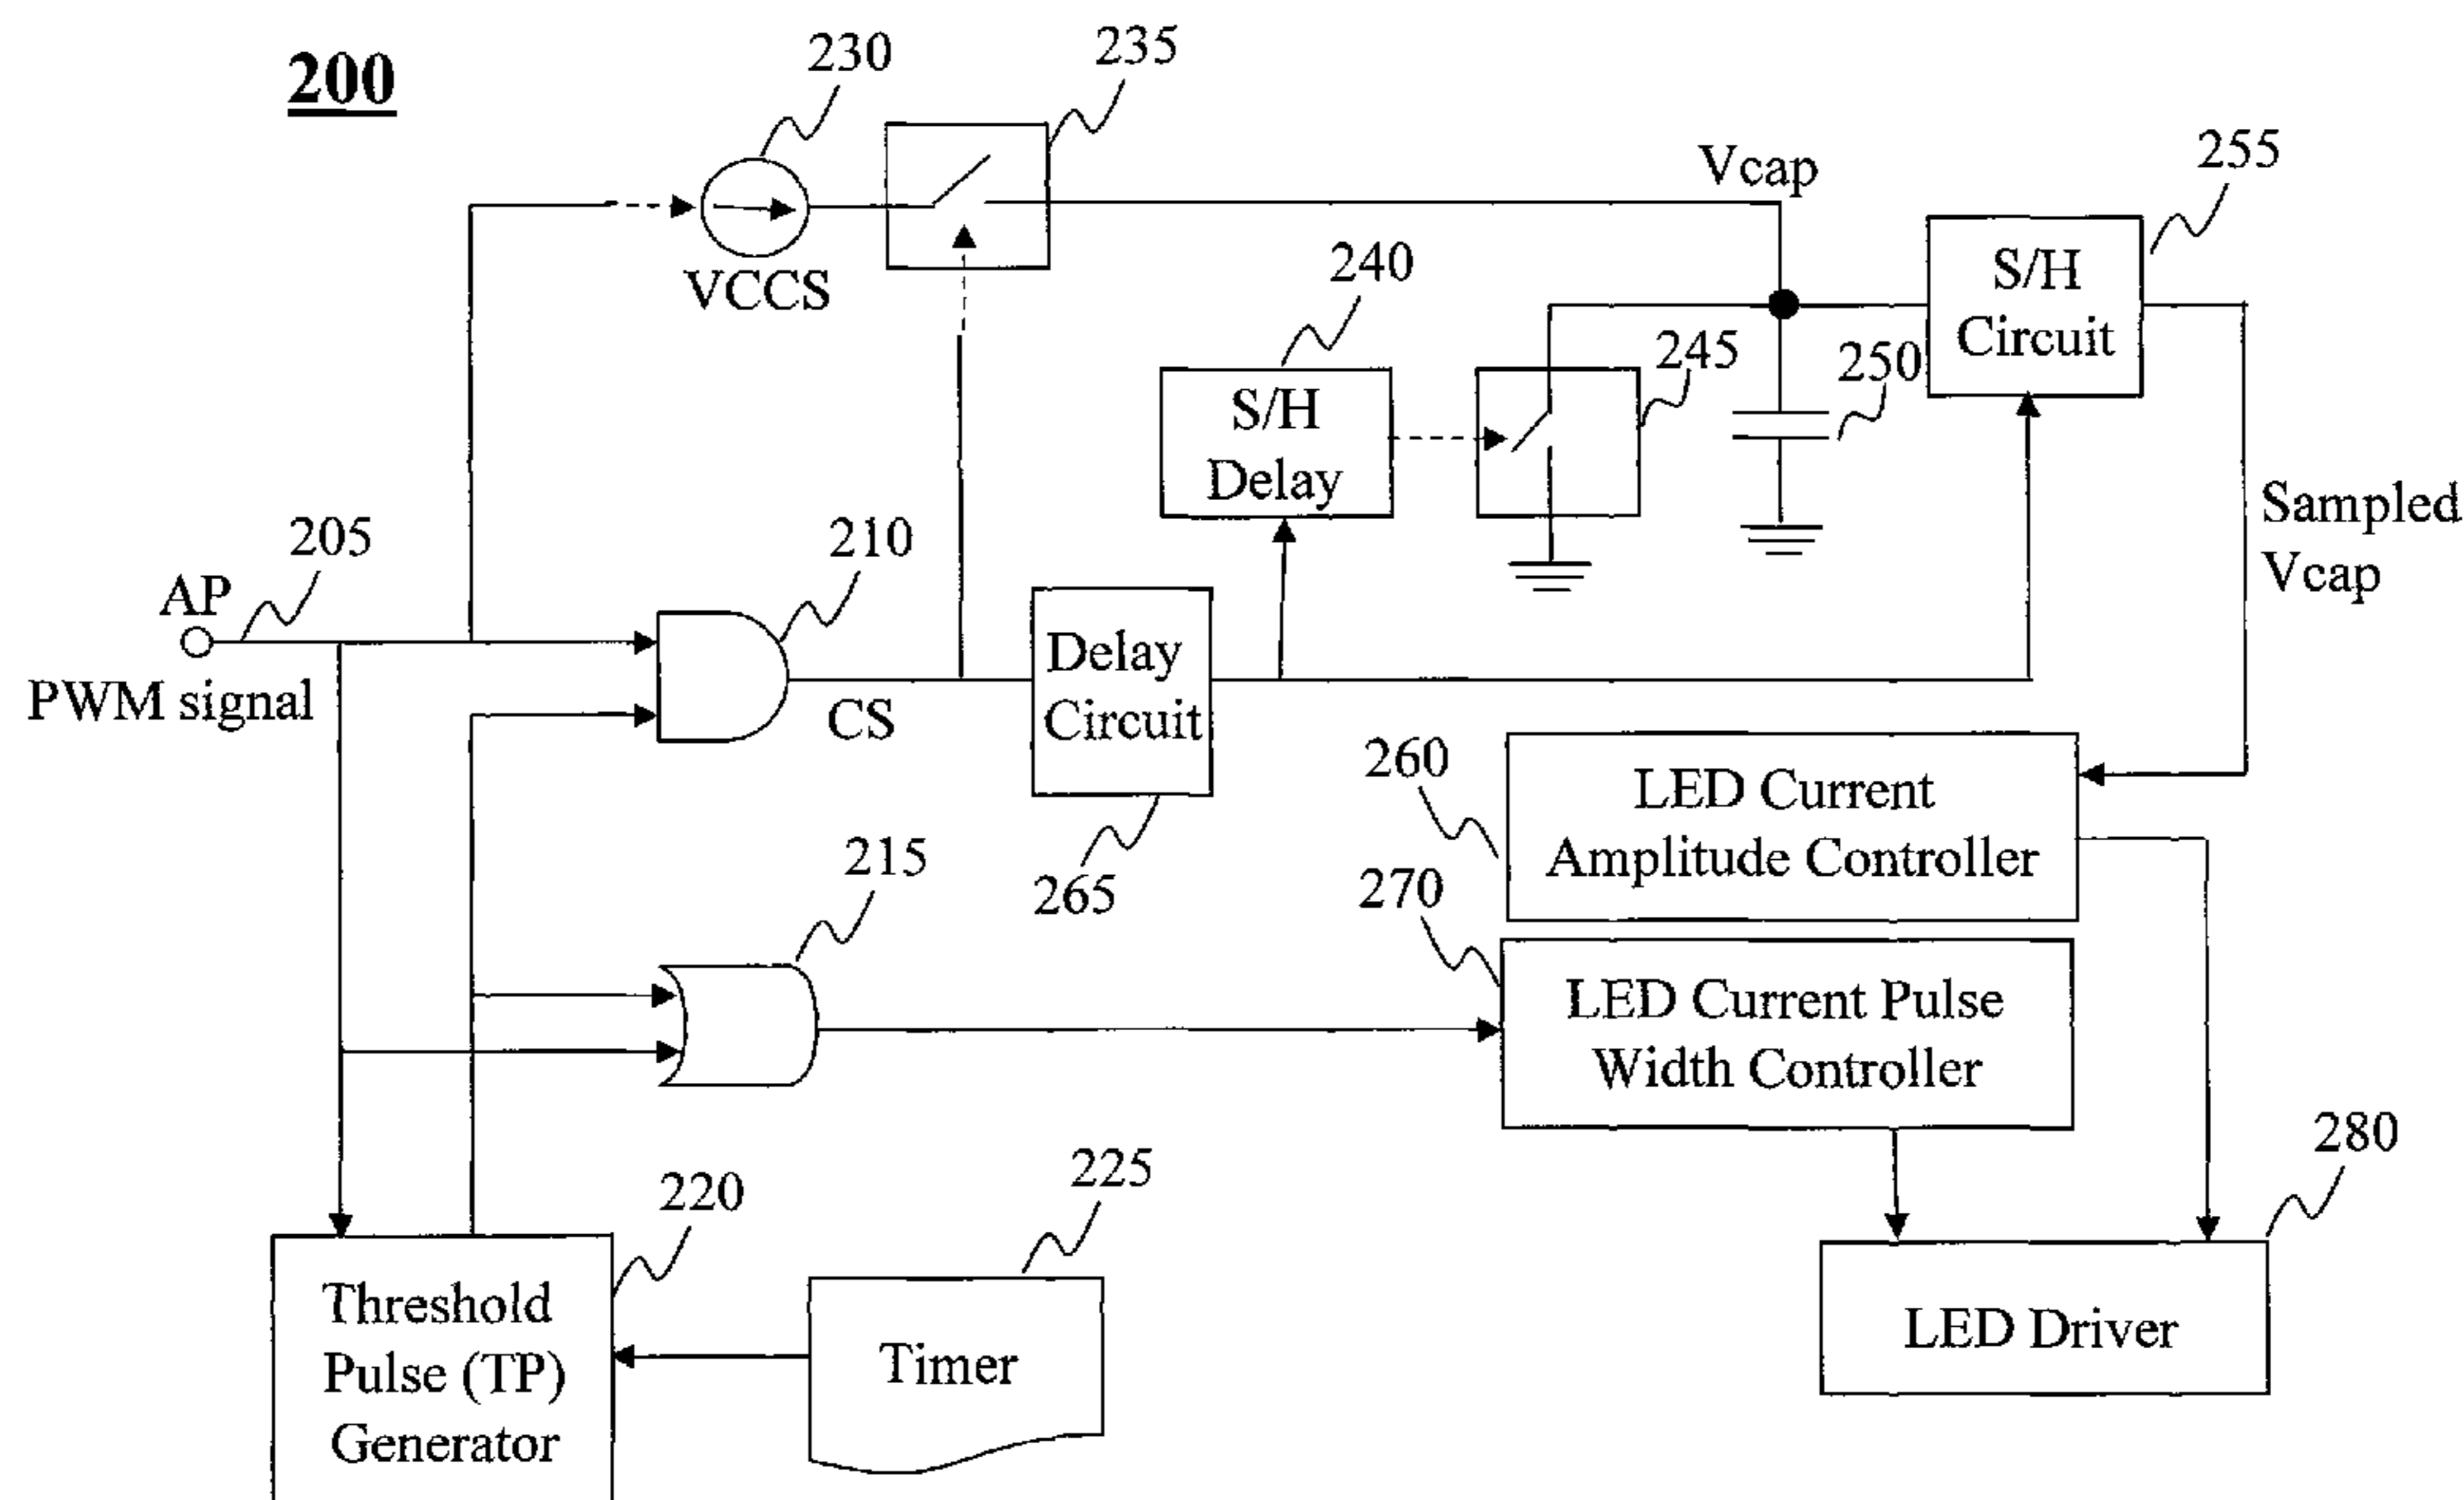 200
230
235
255
Vcap
VCCS
240
S/H
Circuit
245
250
S/H
Delay
Sampled
Vcap
205
210
AP
PWM signal
CS
Delay
Circuit
265
260
LED Current
Amplitude Controller
215
270
LED Current Pulse
Width Controller
220
225
280
Threshold
Pulse (TP)
Generator
Timer
LED Driver